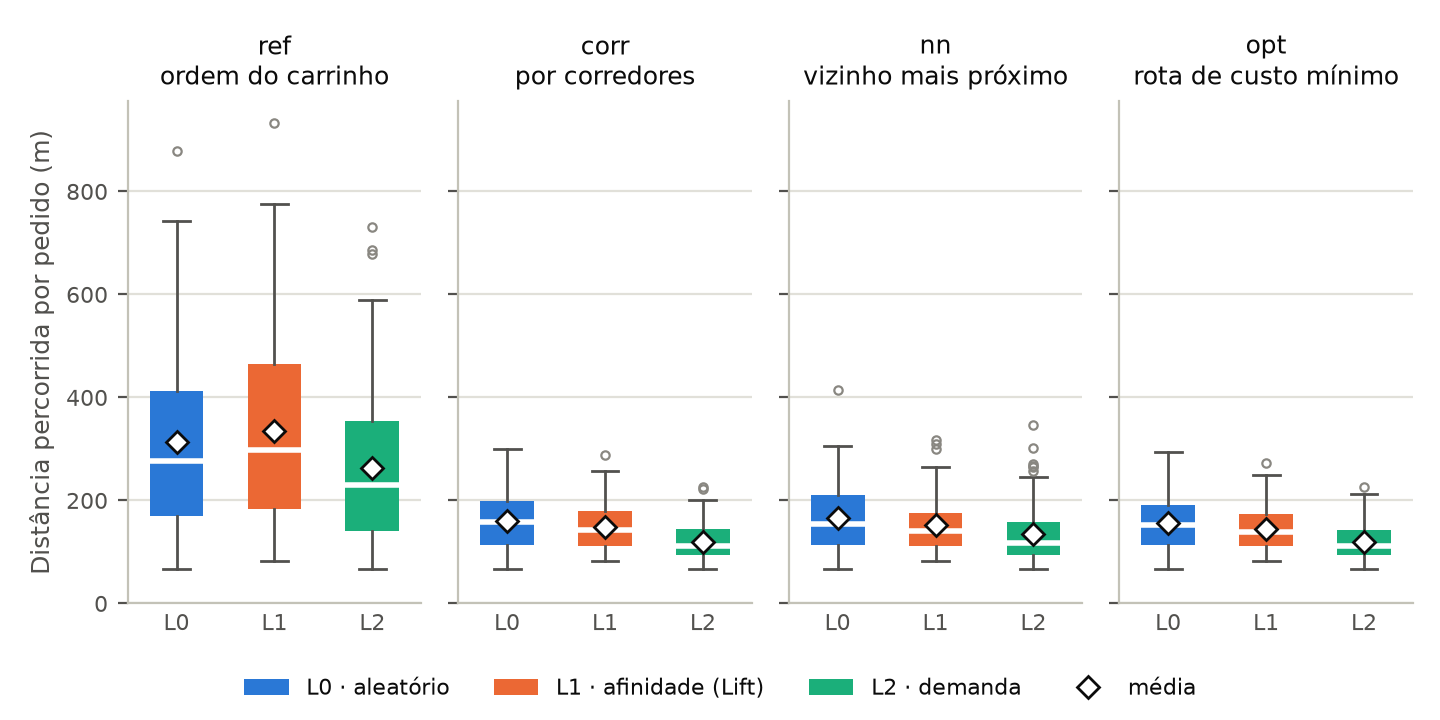 ref
ordem do carrinho
corr
por corredores
nn
vizinho mais próximo
opt
rota de custo mínimo
Distância percorrida por pedido (m)
800
600
400
200
0
L0 L1 L2
L0 L1 L2
L0 L1 L2
L0 L1 L2
L0 · aleatório L1 · afinidade (Lift) L2 · demanda média